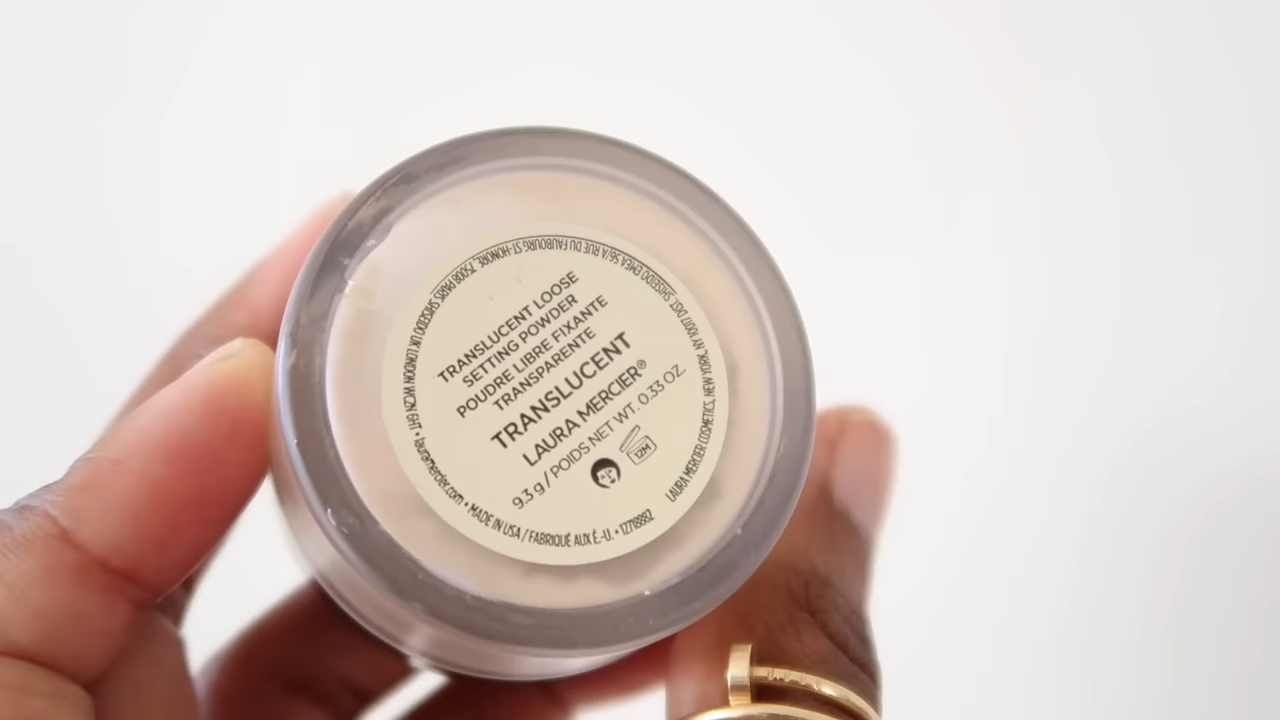 TRANSLUCENT LOOSE
SETTING POWDER
POUDRE LIBRE FIXANTE
TRANSPARENTE
TRANSLUCENT
LAURA MERCIER®
9.3 g / POIDS NET WT. 0.33 OZ.
12M
LAURA MERCIER COSMETICS, NEW YORK, NY 10017 DIST. SHISEIDO EMEA 56/A RUE DU FAUBOURG ST-HONORE, 75008 PARIS SHISEIDO UK LONDON WC2N 6HT • lauramercier.com • MADE IN USA / FABRIQUÉ AUX É.-U. • 12718882